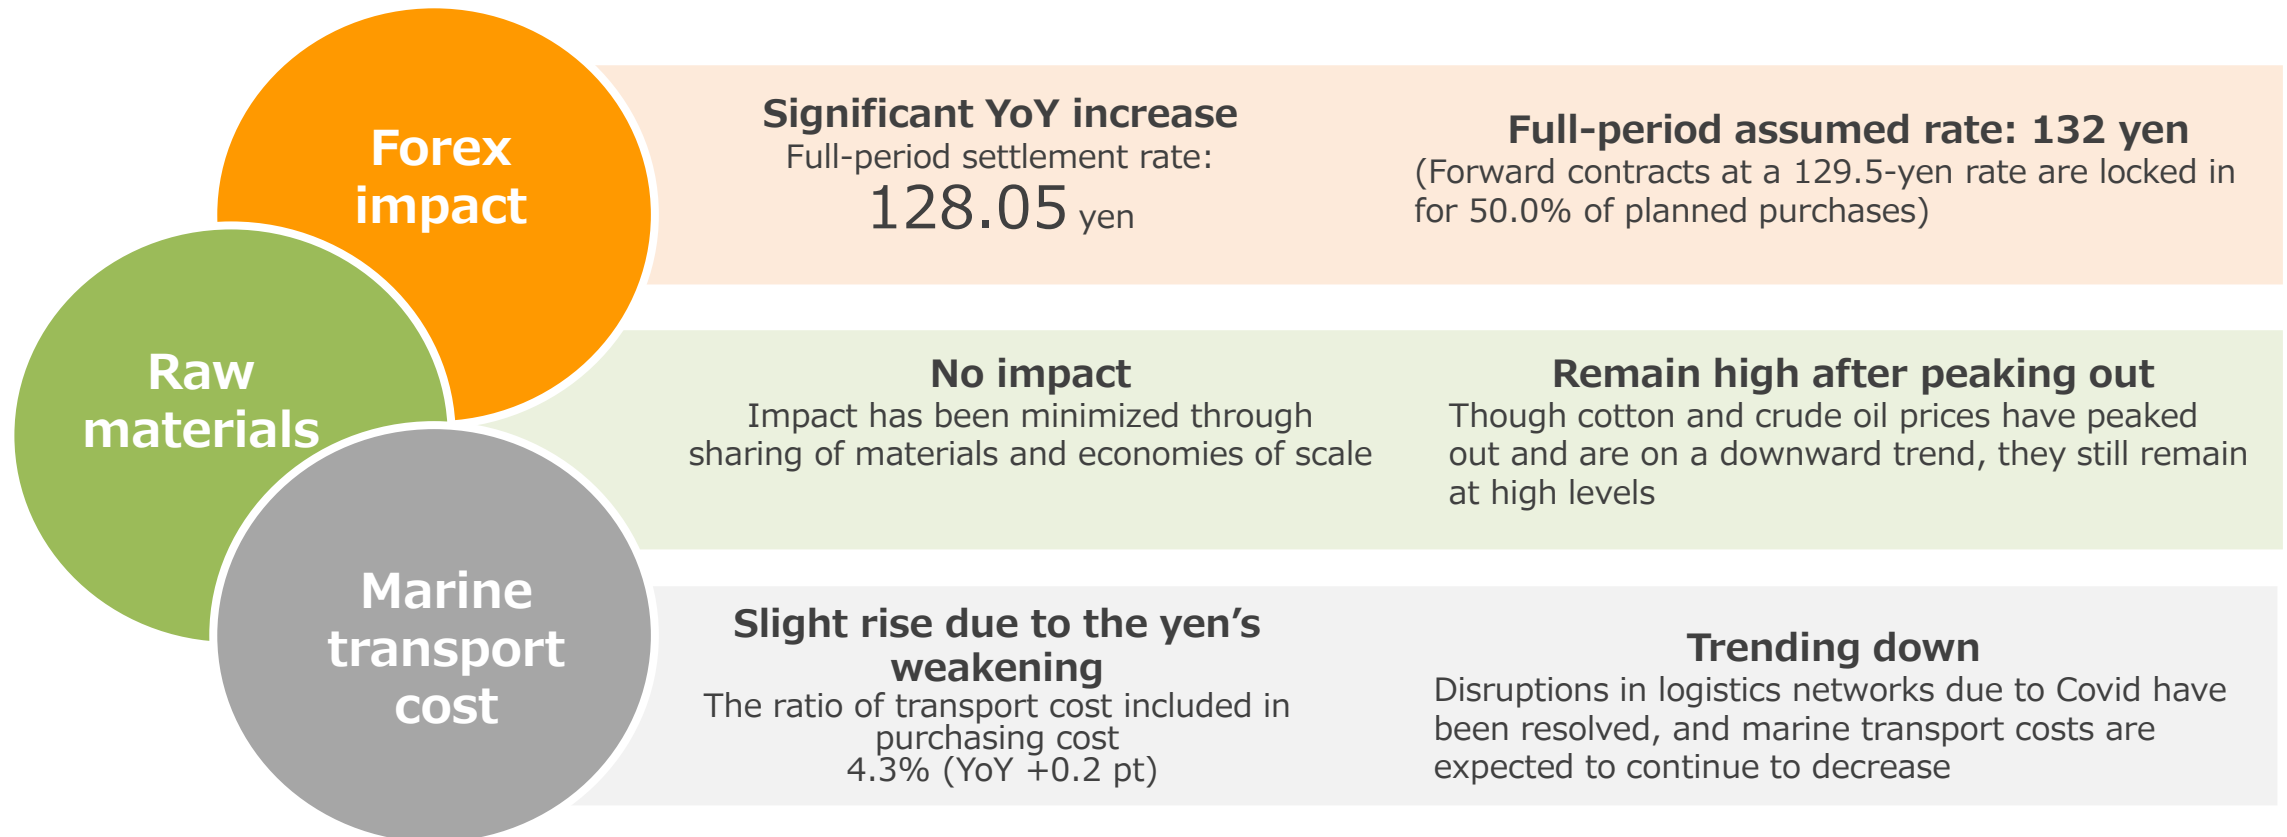 Forex
impact
Significant YoY increase
Full-period settlement rate:
128.05 yen
Full-period assumed rate: 132 yen
(Forward contracts at a 129.5-yen rate are locked in
for 50.0% of planned purchases)
Raw
materials
No impact
Impact has been minimized through
sharing of materials and economies of scale
Remain high after peaking out
Though cotton and crude oil prices have peaked
out and are on a downward trend, they still remain
at high levels
Marine
transport
cost
Slight rise due to the yen’s
weakening
The ratio of transport cost included in
purchasing cost
4.3% (YoY +0.2 pt)
Trending down
Disruptions in logistics networks due to Covid have
been resolved, and marine transport costs are
expected to continue to decrease